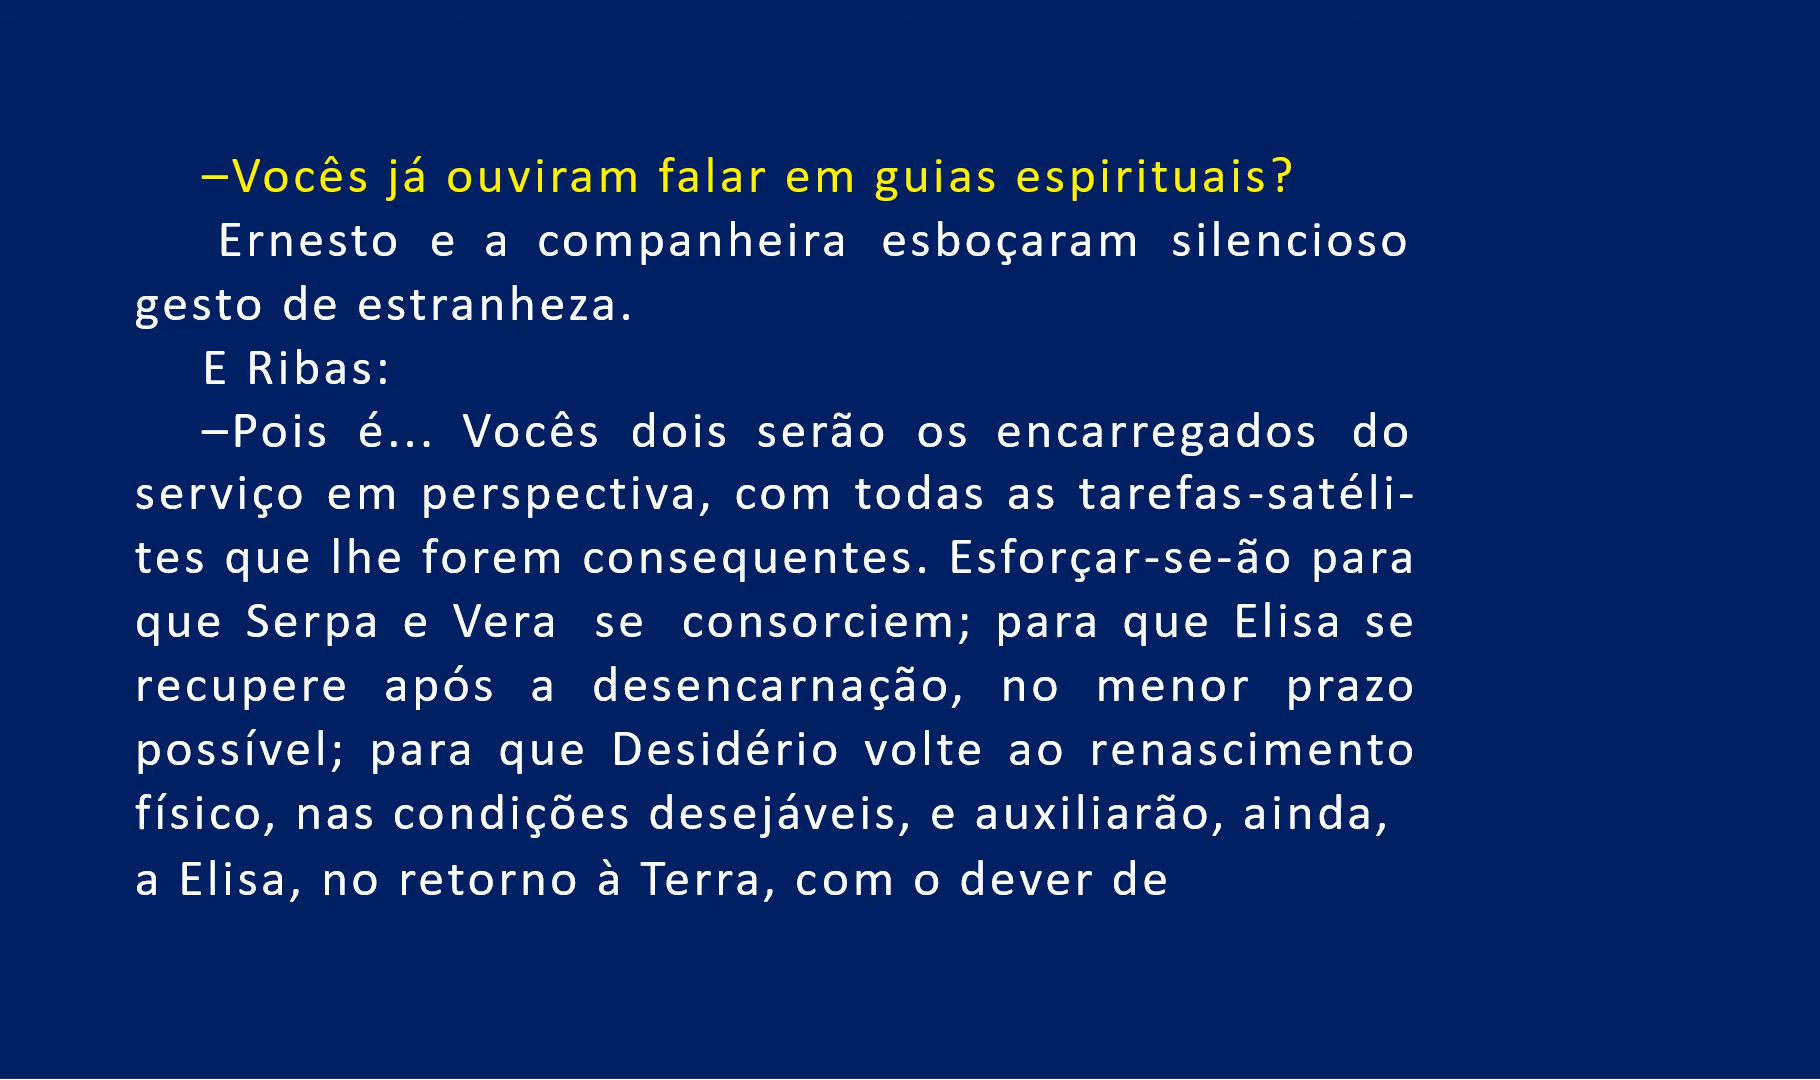 –Vocês já ouviram falar em guias espirituais?
Ernesto e a companheira esboçaram silencioso
gesto de estranheza.
E Ribas:
–Pois é... Vocês dois serão os encarregados do
serviço em perspectiva, com todas as tarefas-satéli-
tes que lhe forem consequentes. Esforçar-se-ão para
que Serpa e Vera se consorciem; para que Elisa se
recupere após a desencarnação, no menor prazo
possível; para que Desidério volte ao renascimento
físico, nas condições desejáveis, e auxiliarão, ainda,
a Elisa, no retorno à Terra, com o dever de